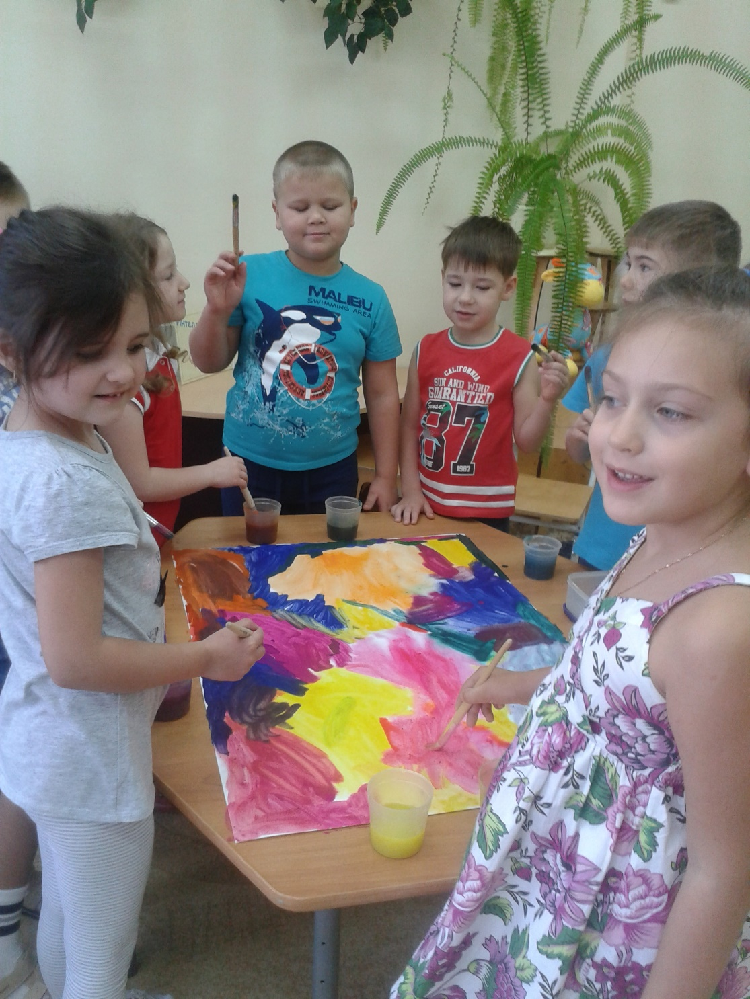 MALIBU
SWIMMING AREA
CALIFORNIA
SUN AND WIND
GUARANTIED
Sunset
87
1987